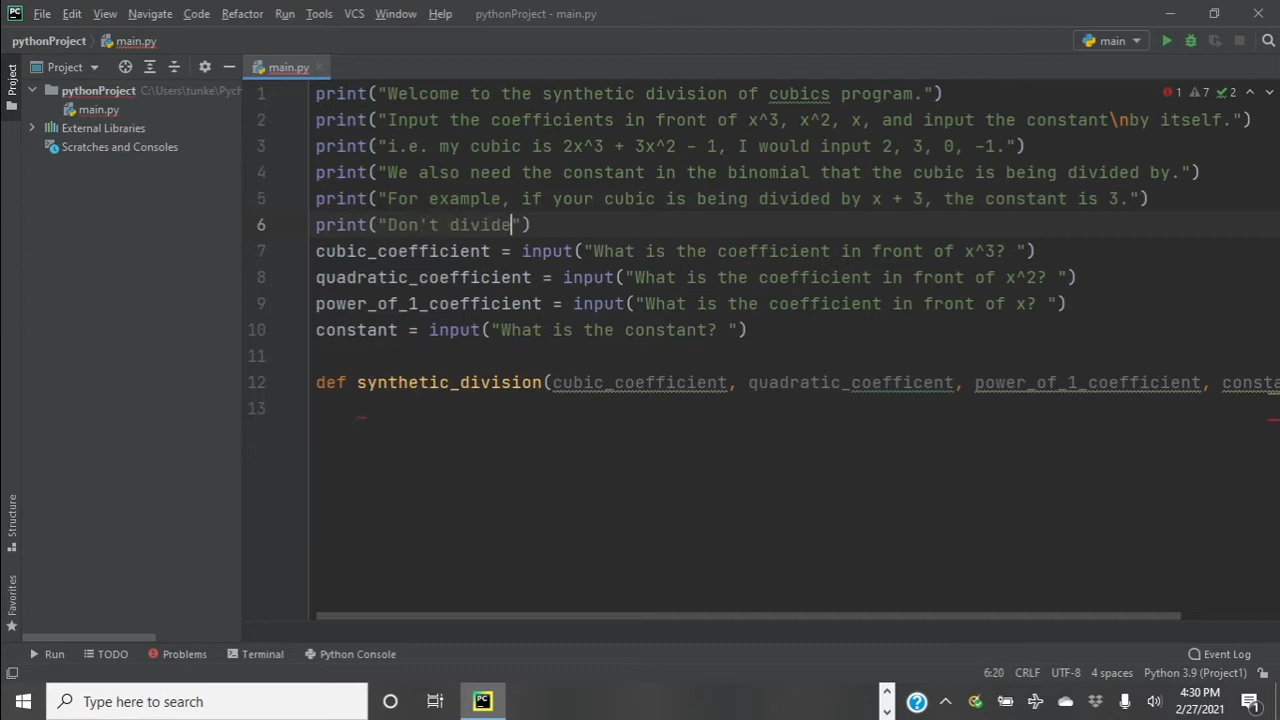 PC File Edit View Navigate Code Refactor Run Tools VCS Window Help pythonProject - main.py
pythonProject main.py main
Project main.py
Project
pythonProject C:\Users\tunke\Pych
main.py
External Libraries
Scratches and Consoles
1 print("Welcome to the synthetic division of cubics program.") 1 7 2
2 print("Input the coefficients in front of x^3, x^2, x, and input the constant\nby itself.")
3 print("i.e. my cubic is 2x^3 + 3x^2 - 1, I would input 2, 3, 0, -1.")
4 print("We also need the constant in the binomial that the cubic is being divided by.")
5 print("For example, if your cubic is being divided by x + 3, the constant is 3.")
6 print("Don't divide")
7 cubic_coefficient = input("What is the coefficient in front of x^3? ")
8 quadratic_coefficient = input("What is the coefficient in front of x^2? ")
9 power_of_1_coefficient = input("What is the coefficient in front of x? ")
10 constant = input("What is the constant? ")
11
12 def synthetic_division(cubic_coefficient, quadratic_coefficent, power_of_1_coefficient, consta
13
Structure
Favorites
Run TODO Problems Terminal Python Console Event Log
6:20 CRLF UTF-8 4 spaces Python 3.9 (Project1)
Type here to search PC 4:30 PM
2/27/2021